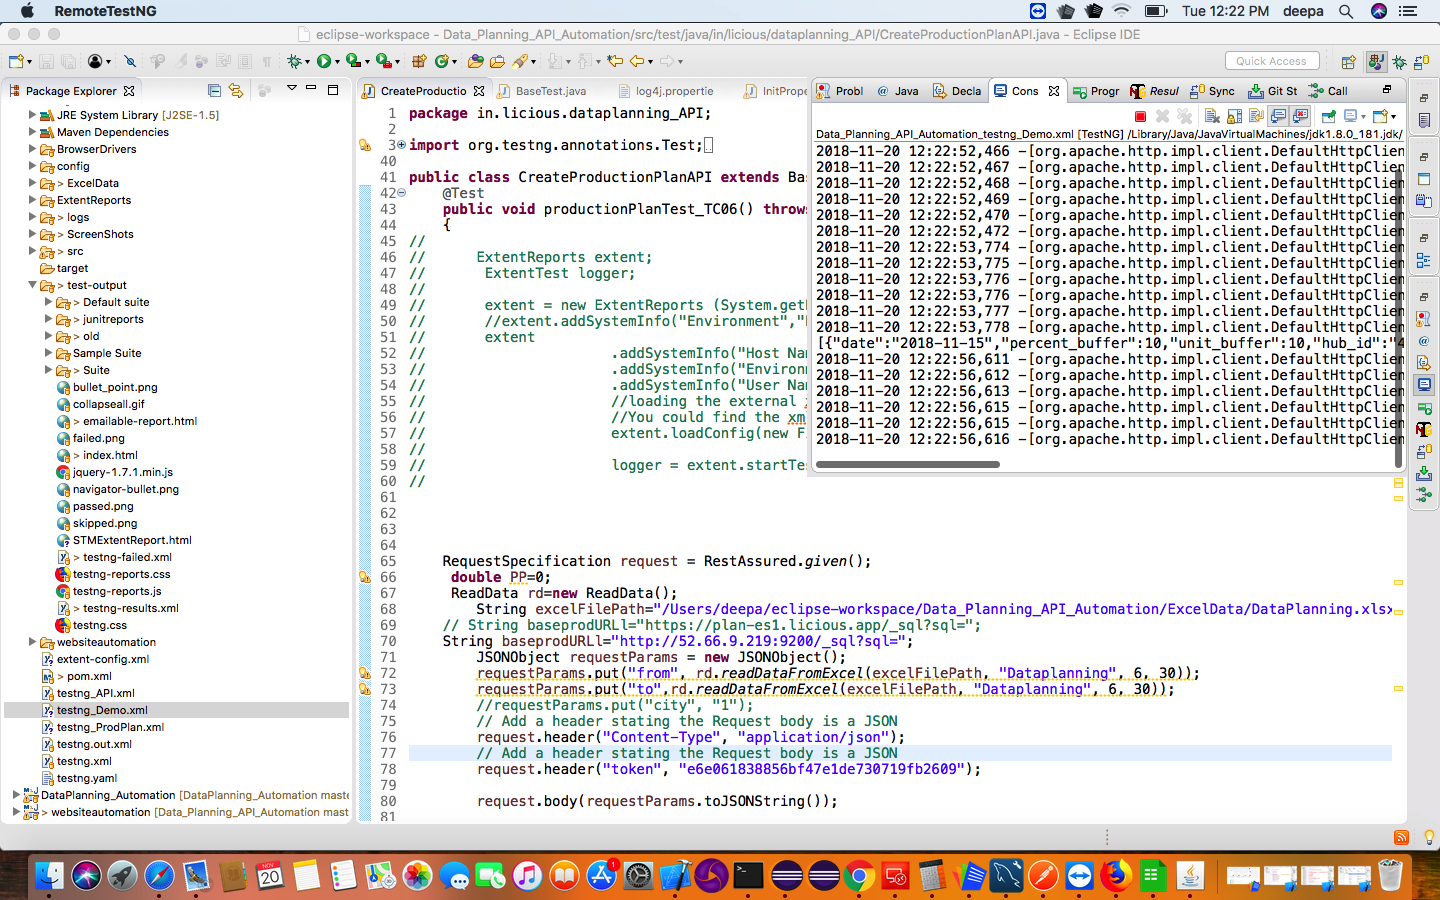 RemoteTestNG
Tue 12:22 PM deepa
eclipse-workspace - Data_Planning_API_Automation/src/test/java/in/licious/dataplanning_API/CreateProductionPlanAPI.java - Eclipse IDE
Quick Access
Package Explorer
JRE System Library [J2SE-1.5]
Maven Dependencies
BrowserDrivers
config
> ExcelData
ExtentReports
> logs
> ScreenShots
> src
target
> test-output
> Default suite
> junitreports
> old
Sample Suite
> Suite
bullet_point.png
collapseall.gif
> emailable-report.html
failed.png
> index.html
jquery-1.7.1.min.js
navigator-bullet.png
passed.png
skipped.png
STMExtentReport.html
> testng-failed.xml
testng-reports.css
testng-reports.js
> testng-results.xml
testng.css
websiteautomation
extent-config.xml
> pom.xml
testng_API.xml
testng_Demo.xml
testng_ProdPlan.xml
testng.out.xml
testng.xml
testng.yaml
DataPlanning_Automation [DataPlanning_Automation maste
> websiteautomation [Data_Planning_API_Automation mast
CreateProductio BaseTest.java log4j.propertie InitPrope
1 package in.licious.dataplanning_API;
2
3 import org.testng.annotations.Test;
40
41 public class CreateProductionPlanAPI extends Ba
42 @Test
43 public void productionPlanTest_TC06() throws
44 {
45 //
46 // ExtentReports extent;
47 // ExtentTest logger;
48 //
49 // extent = new ExtentReports (System.getP
50 // //extent.addSystemInfo("Environment","
51 // extent
52 // .addSystemInfo("Host Nam
53 // .addSystemInfo("Environm
54 // .addSystemInfo("User Nam
55 // //loading the external x
56 // //You could find the xm
57 // extent.loadConfig(new F
58 //
59 // logger = extent.startTes
60 //
61
62
63
64
65 RequestSpecification request = RestAssured.given();
66 double PP=0;
67 ReadData rd=new ReadData();
68 String excelFilePath="/Users/deepa/eclipse-workspace/Data_Planning_API_Automation/ExcelData/DataPlanning.xlsx
69 // String baseprodURLl="https://plan-es1.licious.app/_sql?sql=";
70 String baseprodURLl="http://52.66.9.219:9200/_sql?sql=";
71 JSONObject requestParams = new JSONObject();
72 requestParams.put("from", rd.readDataFromExcel(excelFilePath, "Dataplanning", 6, 30));
73 requestParams.put("to",rd.readDataFromExcel(excelFilePath, "Dataplanning", 6, 30));
74 //requestParams.put("city", "1");
75 // Add a header stating the Request body is a JSON
76 request.header("Content-Type", "application/json");
77 // Add a header stating the Request body is a JSON
78 request.header("token", "e6e061838856bf47e1de730719fb2609");
79
80 request.body(requestParams.toJSONString());
81
Probl Java Decla Cons Progr Resul Sync Git St Call
Data_Planning_API_Automation_testng_Demo.xml [TestNG] /Library/Java/JavaVirtualMachines/jdk1.8.0_181.jdk/
2018-11-20 12:22:52,466 -[org.apache.http.impl.client.DefaultHttpClien
2018-11-20 12:22:52,467 -[org.apache.http.impl.client.DefaultHttpClien
2018-11-20 12:22:52,468 -[org.apache.http.impl.client.DefaultHttpClien
2018-11-20 12:22:52,469 -[org.apache.http.impl.client.DefaultHttpClien
2018-11-20 12:22:52,470 -[org.apache.http.impl.client.DefaultHttpClien
2018-11-20 12:22:52,472 -[org.apache.http.impl.client.DefaultHttpClien
2018-11-20 12:22:53,774 -[org.apache.http.impl.client.DefaultHttpClien
2018-11-20 12:22:53,775 -[org.apache.http.impl.client.DefaultHttpClien
2018-11-20 12:22:53,776 -[org.apache.http.impl.client.DefaultHttpClien
2018-11-20 12:22:53,776 -[org.apache.http.impl.client.DefaultHttpClien
2018-11-20 12:22:53,777 -[org.apache.http.impl.client.DefaultHttpClien
2018-11-20 12:22:53,778 -[org.apache.http.impl.client.DefaultHttpClien
[{"date":"2018-11-15","percent_buffer":10,"unit_buffer":10,"hub_id":"4
2018-11-20 12:22:56,611 -[org.apache.http.impl.client.DefaultHttpClien
2018-11-20 12:22:56,612 -[org.apache.http.impl.client.DefaultHttpClien
2018-11-20 12:22:56,613 -[org.apache.http.impl.client.DefaultHttpClien
2018-11-20 12:22:56,615 -[org.apache.http.impl.client.DefaultHttpClien
2018-11-20 12:22:56,615 -[org.apache.http.impl.client.DefaultHttpClien
2018-11-20 12:22:56,616 -[org.apache.http.impl.client.DefaultHttpClien
NOV
20
1